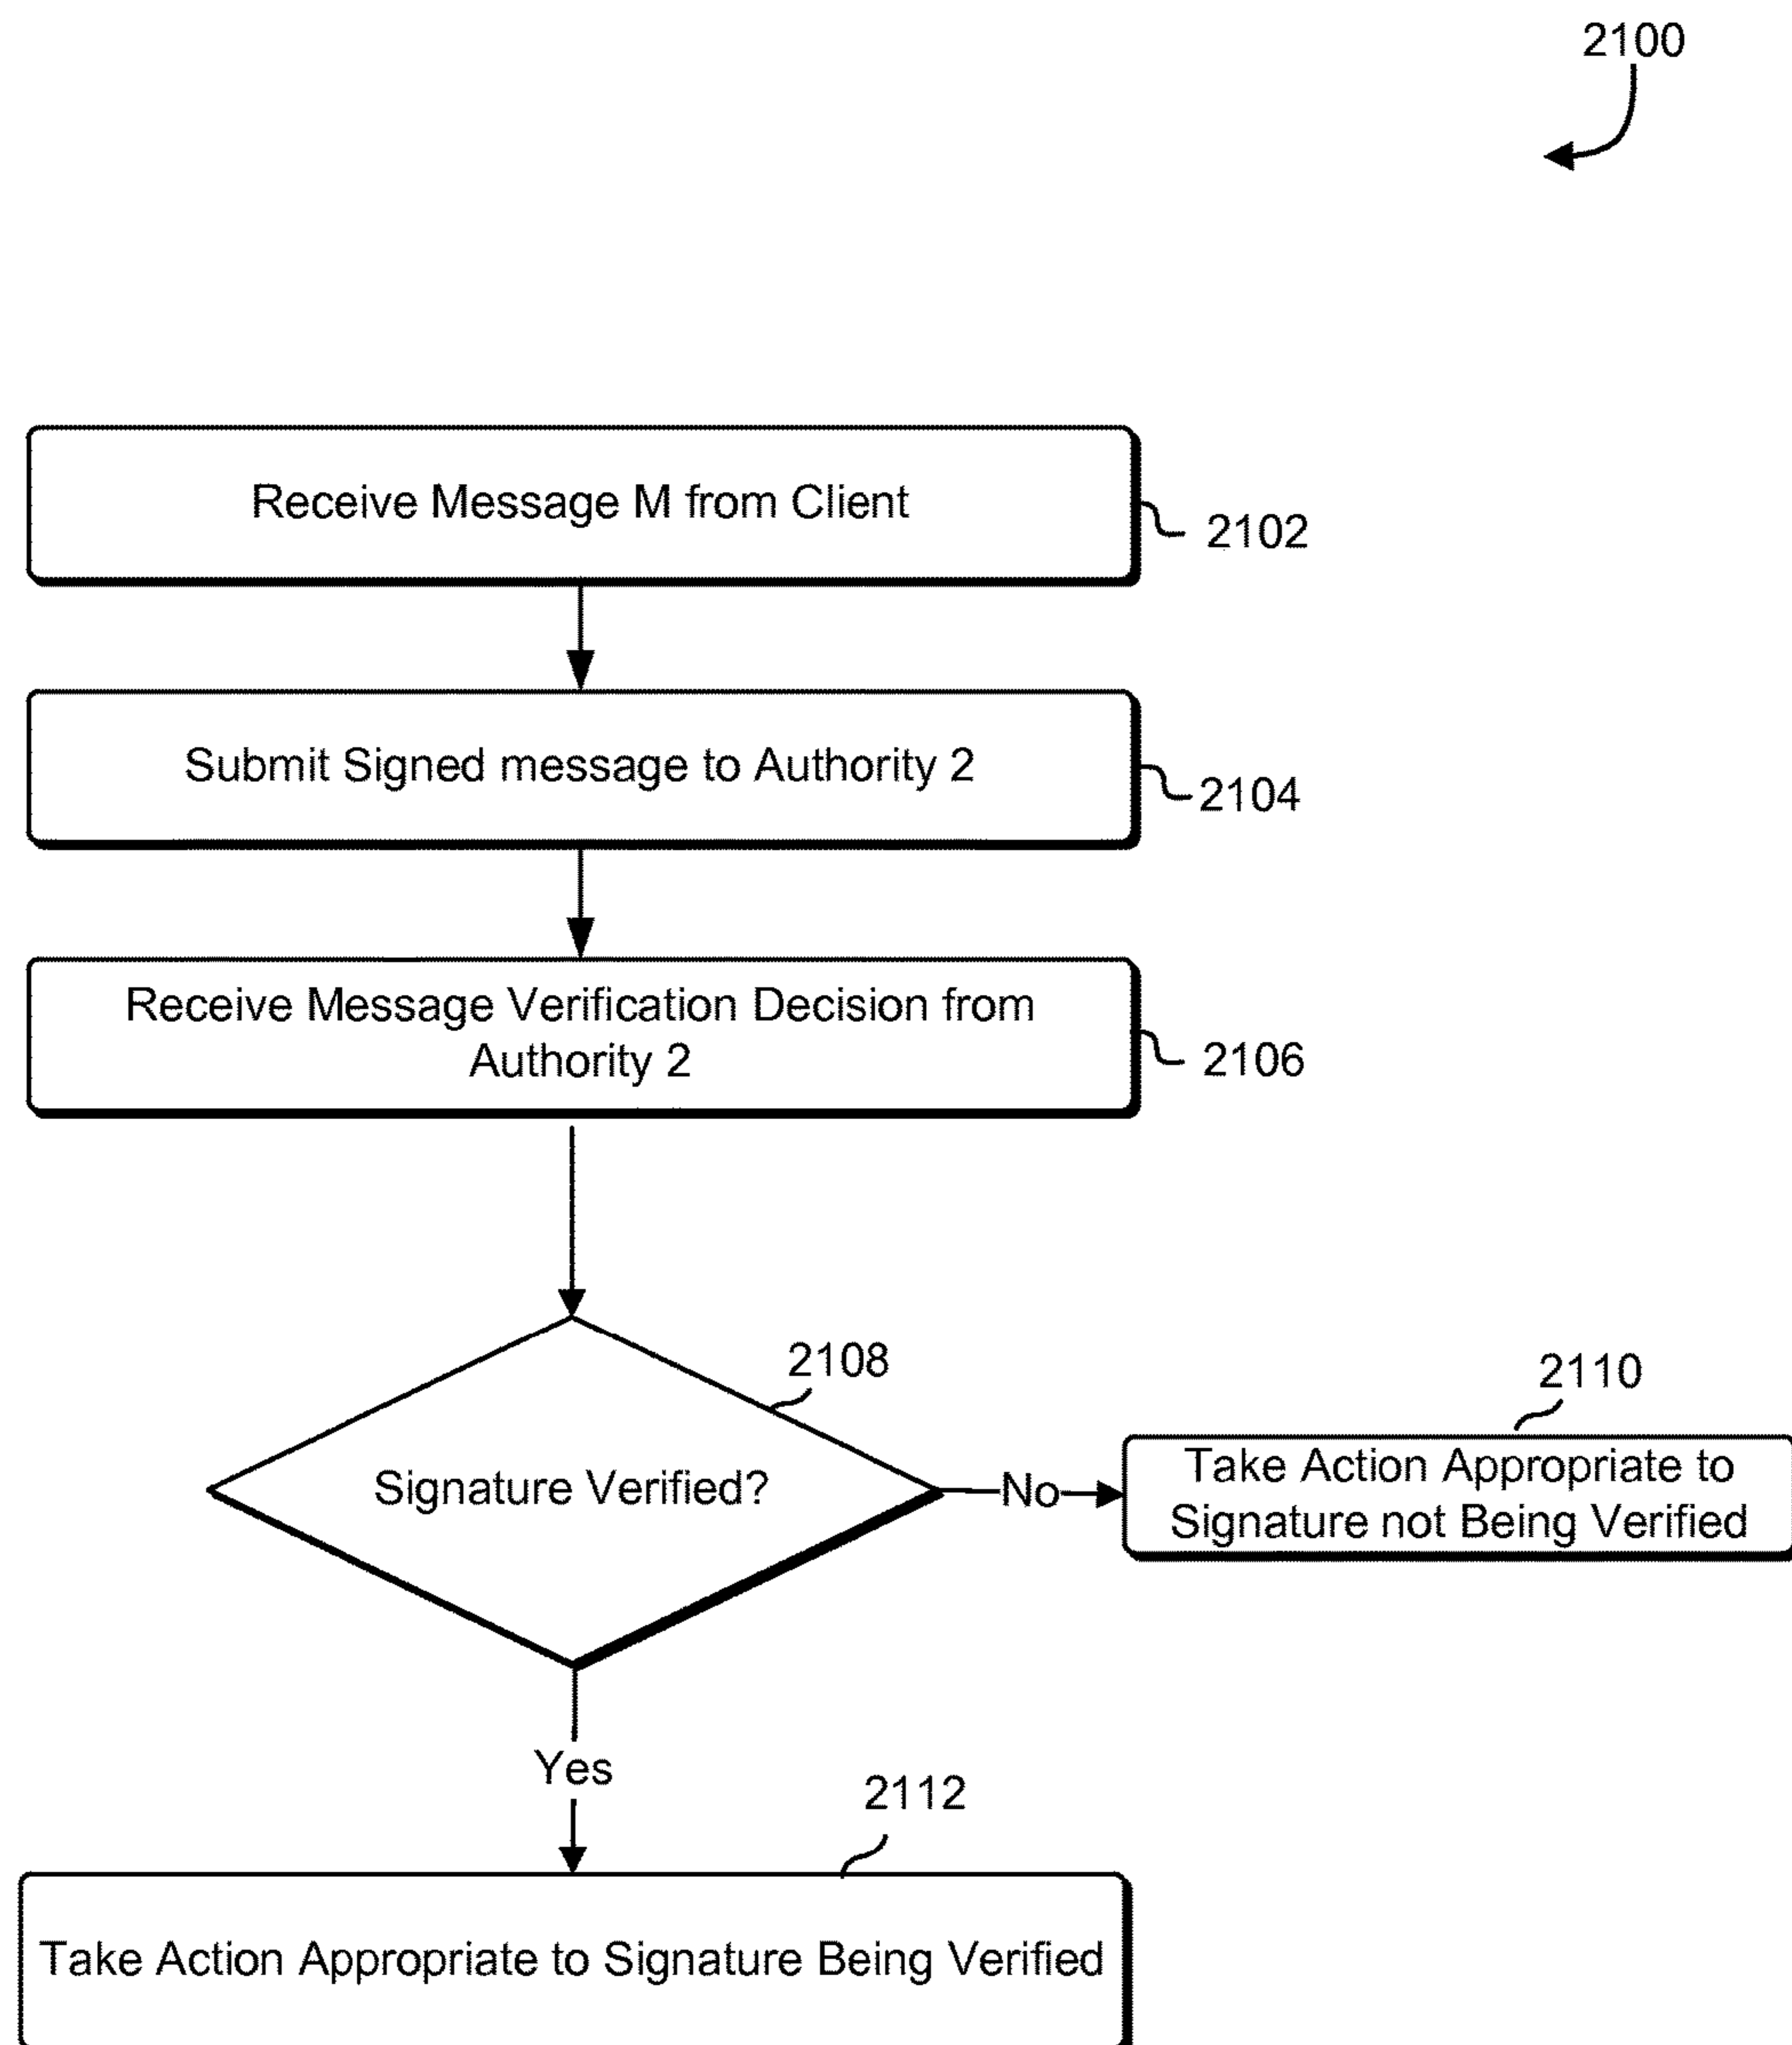 2100
Receive Message M from Client
2102
Submit Signed message to Authority 2
2104
Receive Message Verification Decision from
Authority 2
2106
2108
Signature Verified?
No
2110
Take Action Appropriate to
Signature not Being Verified
Yes
2112
Take Action Appropriate to Signature Being Verified